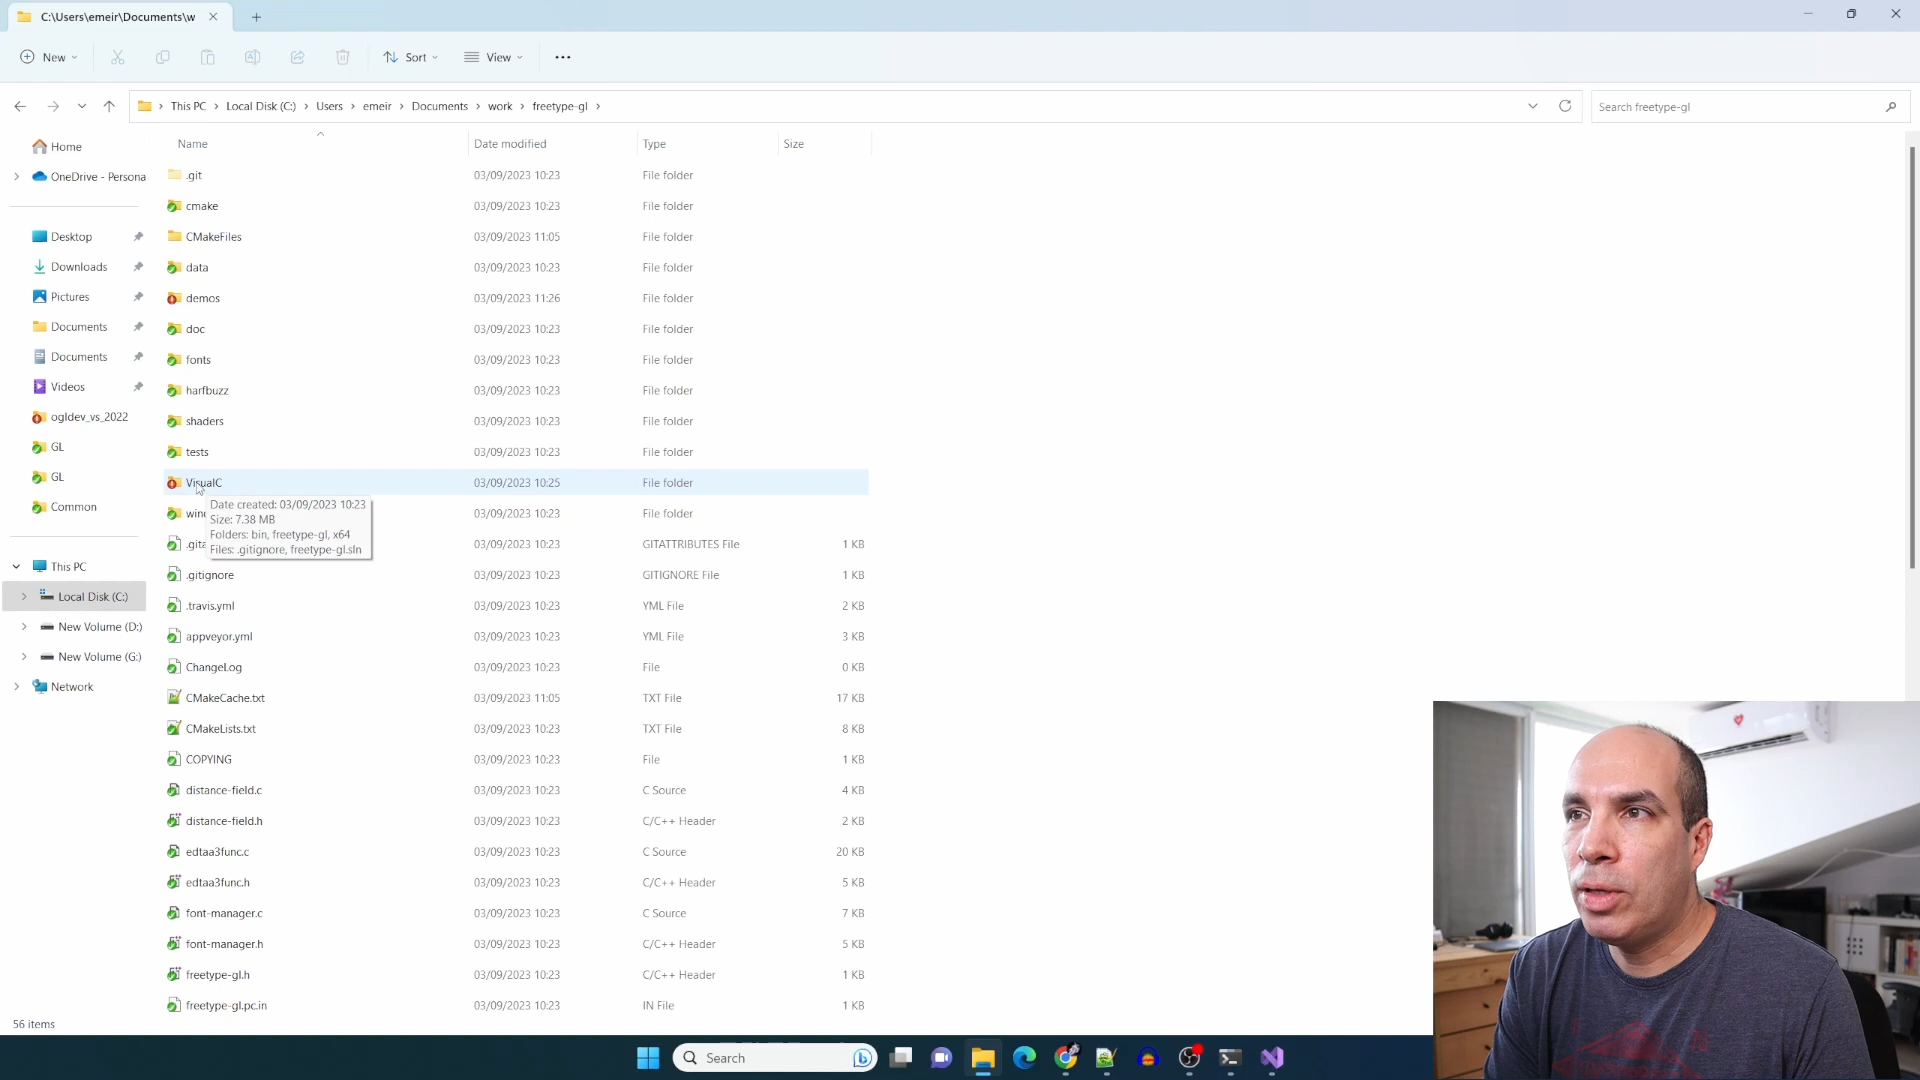 C:\Users\emeir\Documents\w
New
Sort
View
This PC › Local Disk (C:) › Users › emeir › Documents › work › freetype-gl ›
Search freetype-gl
Name Date modified Type Size
Home
OneDrive - Persona
Desktop
Downloads
Pictures
Documents
Documents
Videos
ogldev_vs_2022
GL
GL
Common
This PC
Local Disk (C:)
New Volume (D:)
New Volume (G:)
Network
.git 03/09/2023 10:23 File folder
cmake 03/09/2023 10:23 File folder
CMakeFiles 03/09/2023 11:05 File folder
data 03/09/2023 10:23 File folder
demos 03/09/2023 11:26 File folder
doc 03/09/2023 10:23 File folder
fonts 03/09/2023 10:23 File folder
harfbuzz 03/09/2023 10:23 File folder
shaders 03/09/2023 10:23 File folder
tests 03/09/2023 10:23 File folder
VisualC 03/09/2023 10:25 File folder
Date created: 03/09/2023 10:23
Size: 7.38 MB
Folders: bin, freetype-gl, x64
Files: .gitignore, freetype-gl.sln
03/09/2023 10:23 File folder
03/09/2023 10:23 GITATTRIBUTES File 1 KB
.gitignore 03/09/2023 10:23 GITIGNORE File 1 KB
.travis.yml 03/09/2023 10:23 YML File 2 KB
appveyor.yml 03/09/2023 10:23 YML File 3 KB
ChangeLog 03/09/2023 10:23 File 0 KB
CMakeCache.txt 03/09/2023 11:05 TXT File 17 KB
CMakeLists.txt 03/09/2023 10:23 TXT File 8 KB
COPYING 03/09/2023 10:23 File 1 KB
distance-field.c 03/09/2023 10:23 C Source 4 KB
distance-field.h 03/09/2023 10:23 C/C++ Header 2 KB
edtaa3func.c 03/09/2023 10:23 C Source 20 KB
edtaa3func.h 03/09/2023 10:23 C/C++ Header 5 KB
font-manager.c 03/09/2023 10:23 C Source 7 KB
font-manager.h 03/09/2023 10:23 C/C++ Header 5 KB
freetype-gl.h 03/09/2023 10:23 C/C++ Header 1 KB
freetype-gl.pc.in 03/09/2023 10:23 IN File 1 KB
56 items
Search